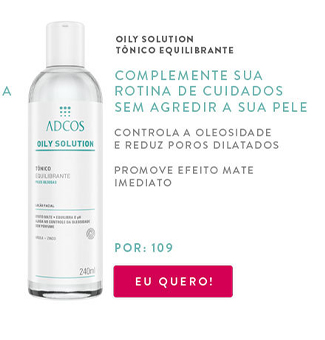 OILY SOLUTION
TÔNICO EQUILIBRANTE
COMPLEMENTE SUA
ROTINA DE CUIDADOS
SEM AGREDIR A SUA PELE
CONTROLA A OLEOSIDADE
E REDUZ POROS DILATADOS
PROMOVE EFEITO MATE
IMEDIATO
POR: 109
EU QUERO!
A
ADCOS
OILY SOLUTION
TÔNICO
EQUILIBRANTE
240ml